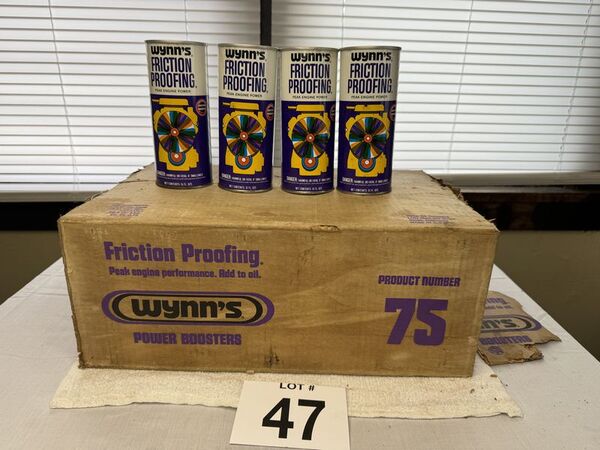 WYNN'S
FRICTION
PROOFING
PEAK ENGINE POWER
WYNN'S
FRICTION
PROOFING
PEAK ENGINE POWER
WYNN'S
FRICTION
PROOFING
PEAK ENGINE POWER
WYNN'S
FRICTION
PROOFING
PEAK ENGINE POWER
Friction Proofing.
Peak engine performance. Add to oil.
WYNN'S
POWER BOOSTERS
PRODUCT NUMBER
75
WYNN'S
BOOSTERS
LOT #
47